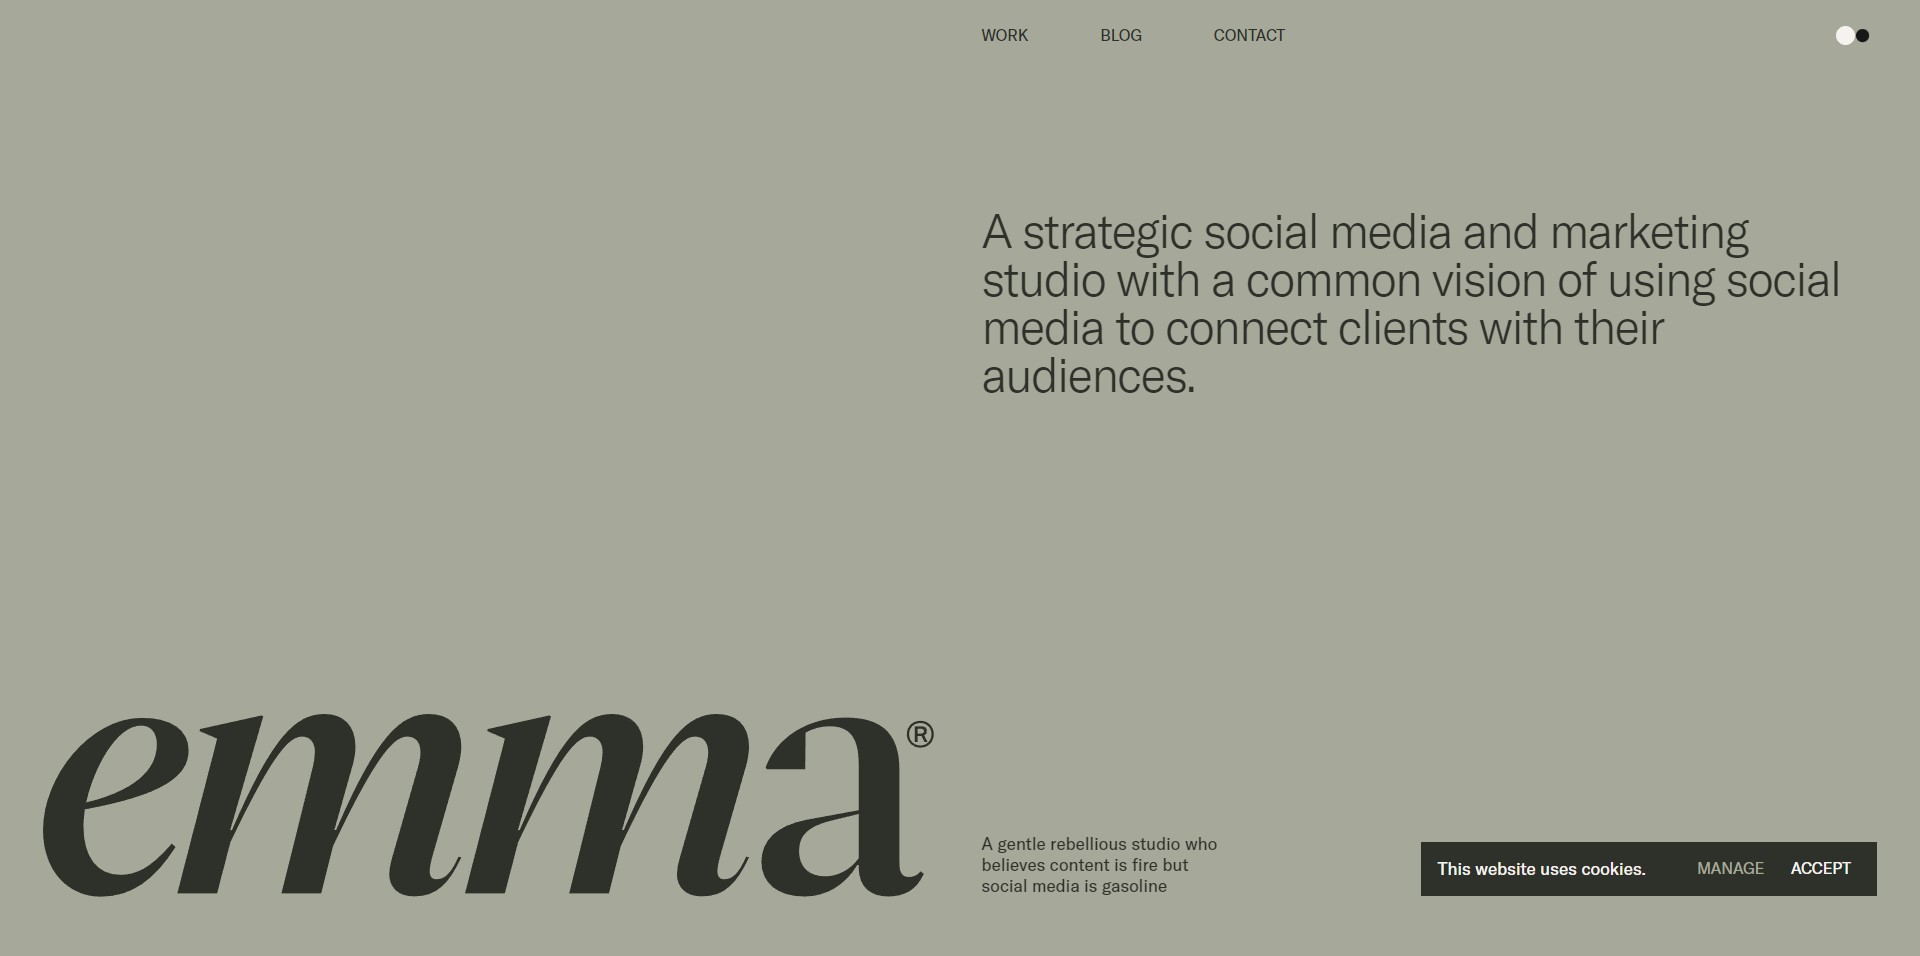 WORK BLOG CONTACT
A strategic social media and marketing
studio with a common vision of using social
media to connect clients with their
audiences.
emma®
A gentle rebellious studio who
believes content is fire but
social media is gasoline
This website uses cookies. MANAGE ACCEPT